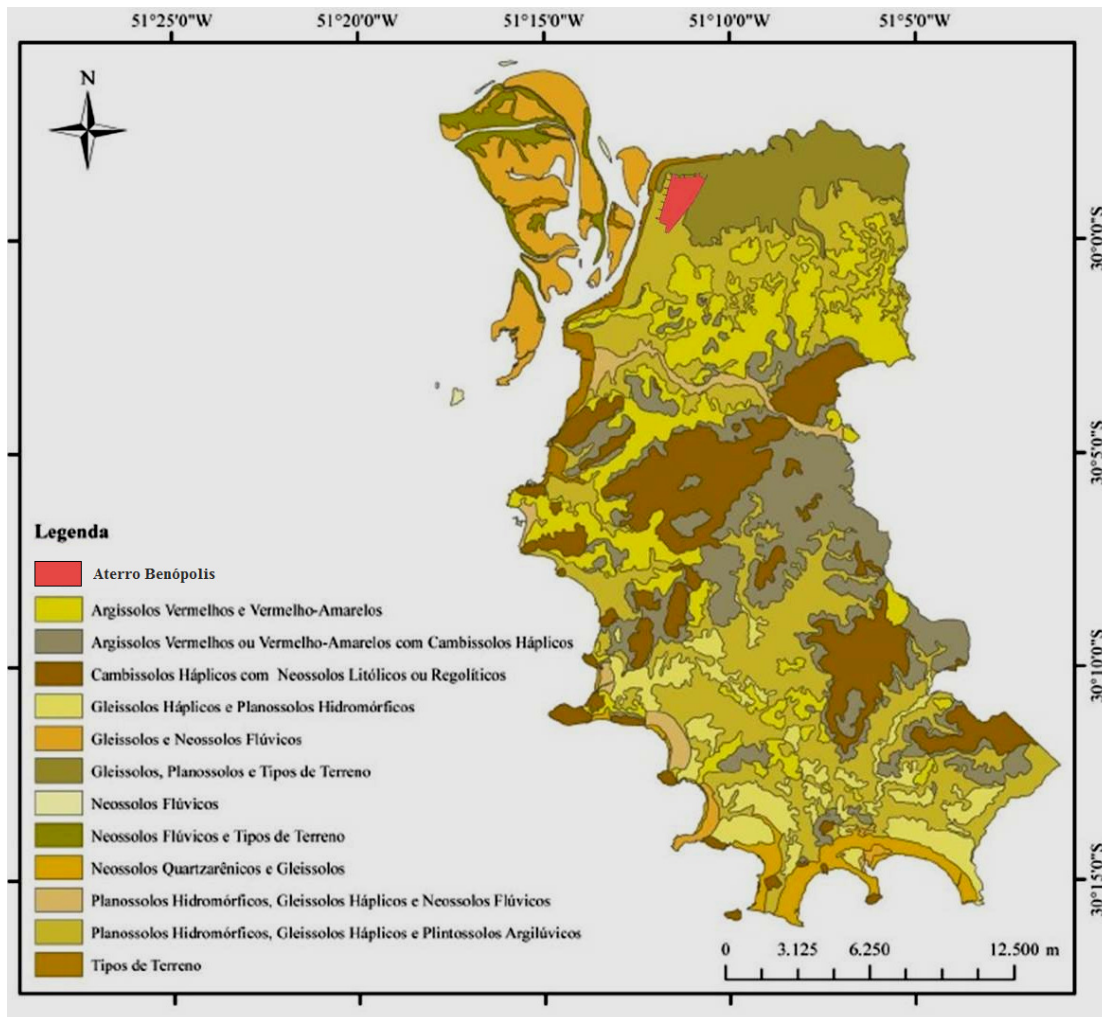 51°25'0"W 51°20'0"W 51°15'0"W 51°10'0"W 51°5'0"W
N
30°0'0"S
30°5'0"S
30°10'0"S
30°15'0"S
Legenda
Aterro Benópolis
Argissolos Vermelhos e Vermelho-Amarelos
Argissolos Vermelhos ou Vermelho-Amarelos com Cambissolos Háplicos
Cambissolos Háplicos com Neossolos Litólicos ou Regolíticos
Gleissolos Háplicos e Planossolos Hidromórficos
Gleissolos e Neossolos Flúvicos
Gleissolos, Planossolos e Tipos de Terreno
Neossolos Flúvicos
Neossolos Flúvicos e Tipos de Terreno
Neossolos Quartzarênicos e Gleissolos
Planossolos Hidromórficos, Gleissolos Háplicos e Neossolos Flúvicos
Planossolos Hidromórficos, Gleissolos Háplicos e Plintossolos Argilúvicos
Tipos de Terreno
0 3.125 6.250 12.500 m